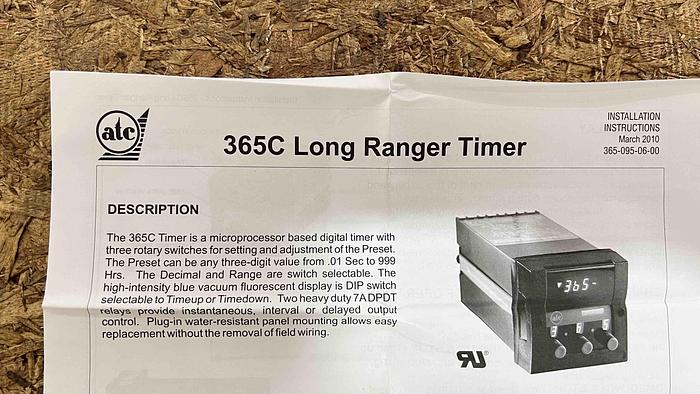 atc
365C Long Ranger Timer
INSTALLATION
INSTRUCTIONS
March 2010
365-095-06-00
DESCRIPTION
The 365C Timer is a microprocessor based digital timer with
three rotary switches for setting and adjustment of the Preset.
The Preset can be any three-digit value from .01 Sec to 999
Hrs. The Decimal and Range are switch selectable. The
high-intensity blue vacuum fluorescent display is DIP switch
selectable to Timeup or Timedown. Two heavy duty 7A DPDT
relays provide instantaneous, interval or delayed output
control. Plug-in water-resistant panel mounting allows easy
replacement without the removal of field wiring.
365-
atc
3 6 5